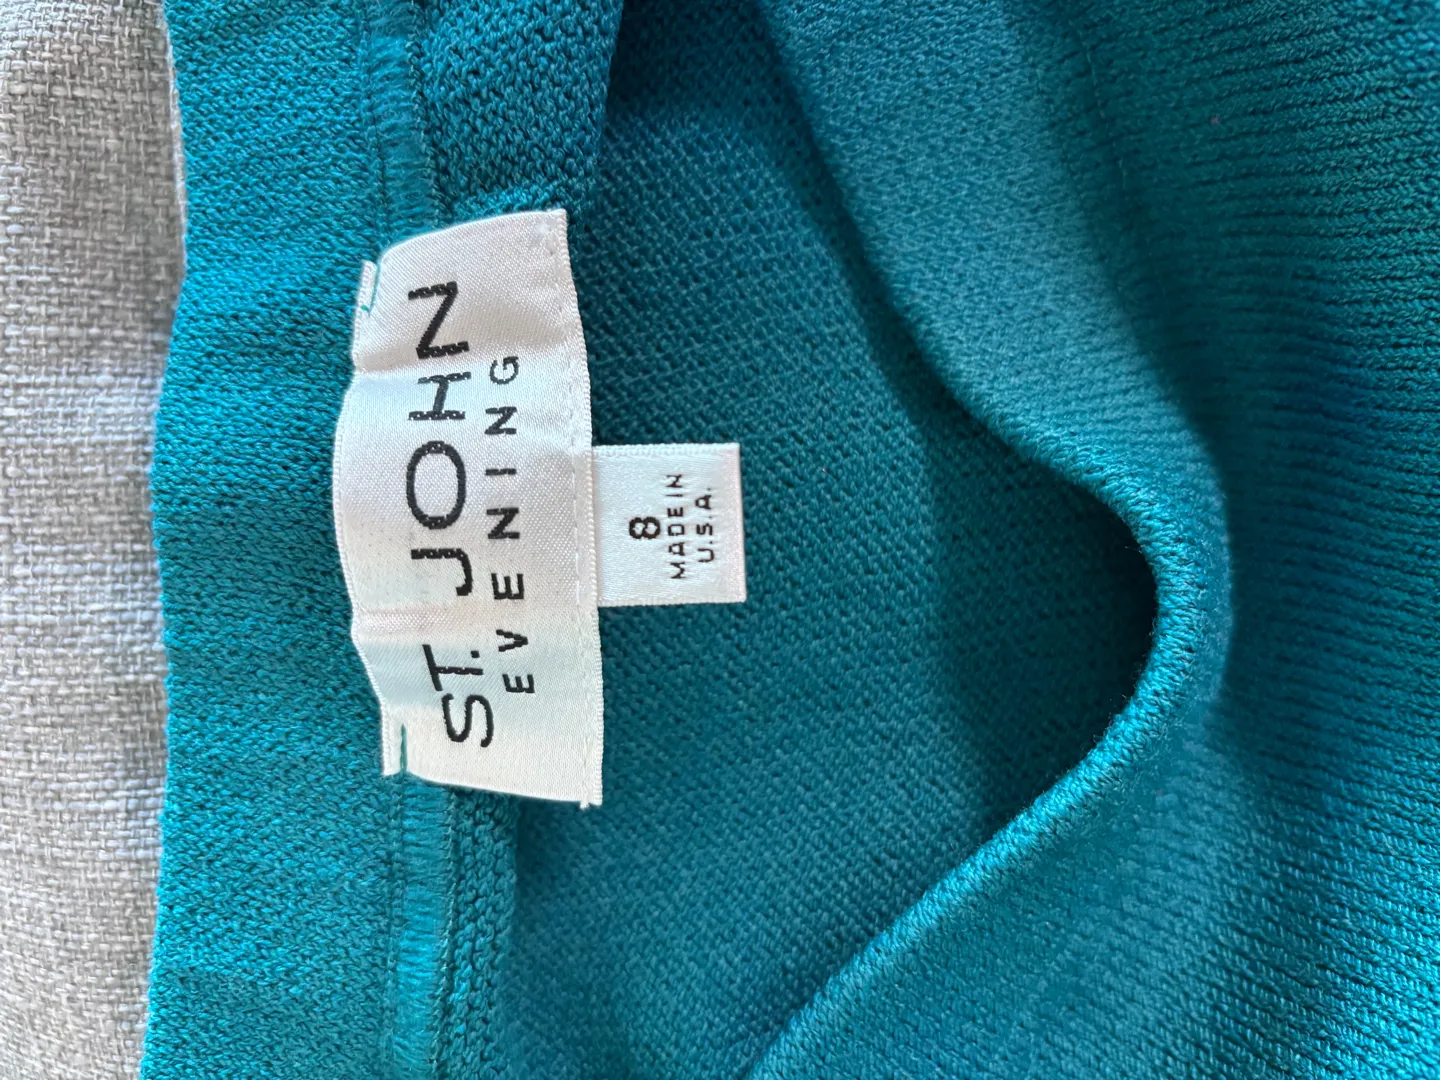 ST. JOHN
EVENING
8
MADE IN
U.S.A.